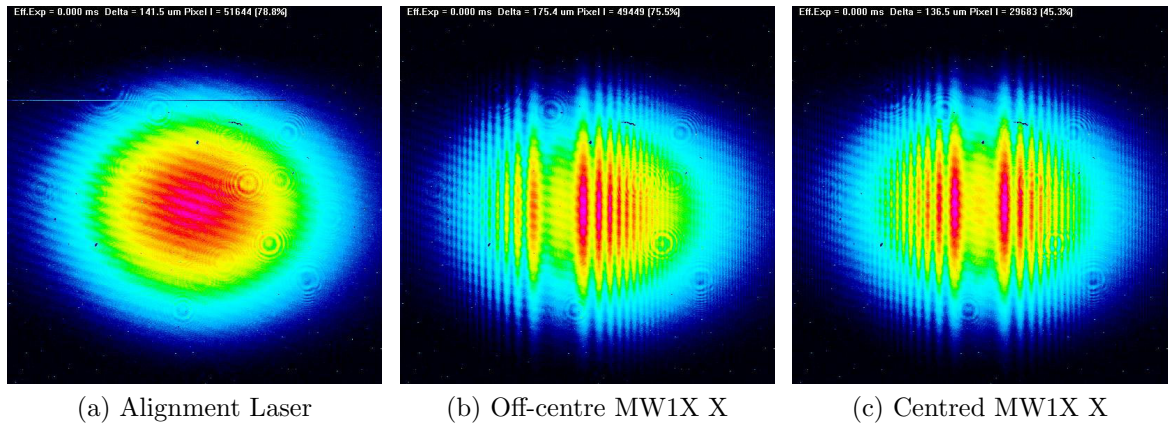 Eff.Exp = 0.000 ms Delta = 141.5 um Pixel I = 51644 (78.8%)
Eff.Exp = 0.000 ms Delta = 175.4 um Pixel I = 49449 (75.5%)
Eff.Exp = 0.000 ms Delta = 136.5 um Pixel I = 29683 (45.3%)
(a) Alignment Laser
(b) Off-centre MW1X X
(c) Centred MW1X X